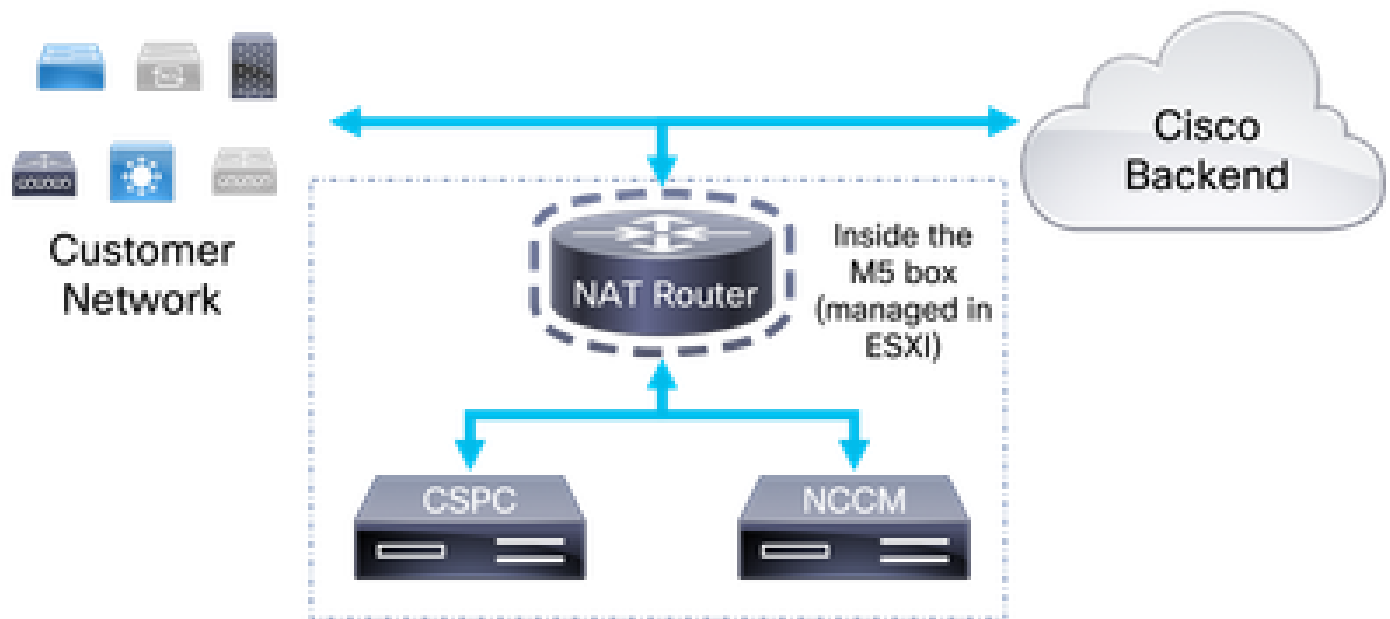 Customer
Network
Cisco
Backend
NAT Router
Inside the
M5 box
(managed in
ESXI)
CSPC
NCCM